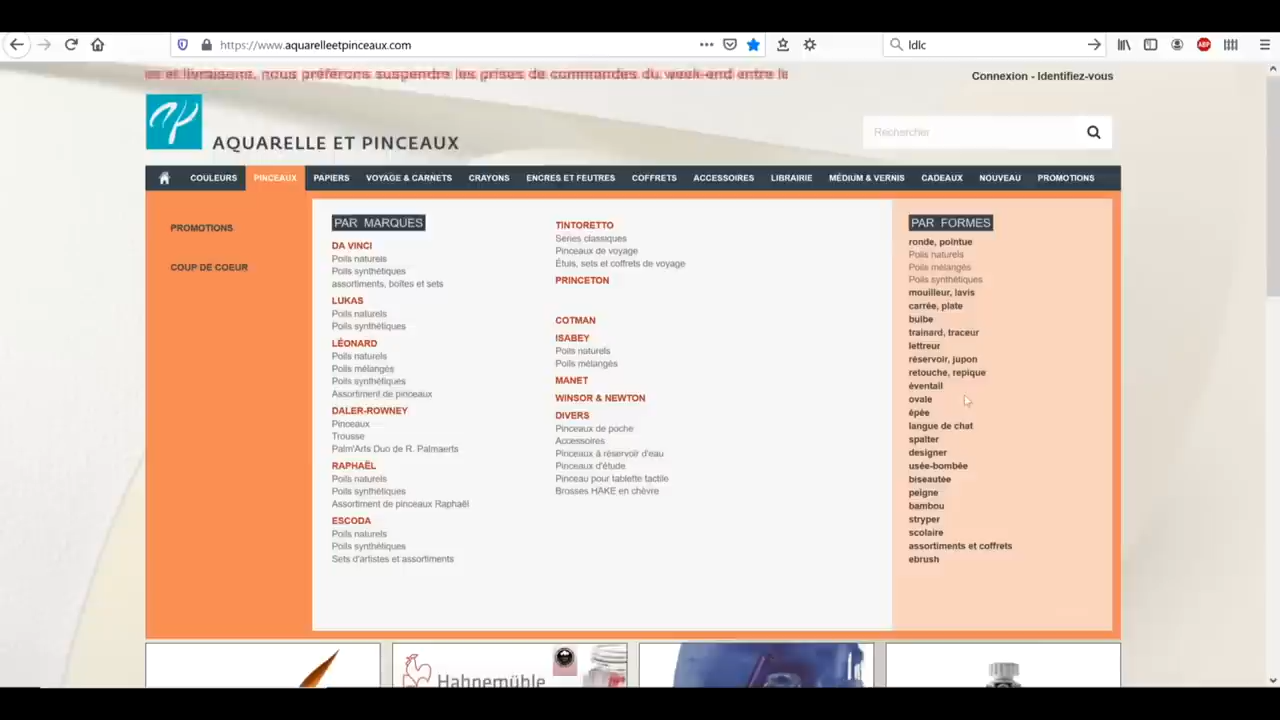 https://www.aquarelleetpinceaux.com
ldlc
ABP
et livraisons, nous préférons suspendre les prises de commandes du week-end entre le
Connexion - Identifiez-vous
AQUARELLE ET PINCEAUX
Rechercher
COULEURS PINCEAUX PAPIERS VOYAGE & CARNETS CRAYONS ENCRES ET FEUTRES COFFRETS ACCESSOIRES LIBRAIRIE MÉDIUM & VERNIS CADEAUX NOUVEAU PROMOTIONS
PROMOTIONS
COUP DE COEUR
PAR MARQUES
DA VINCI
Poils naturels
Poils synthétiques
assortiments, boîtes et sets
LUKAS
Poils naturels
Poils synthétiques
LÉONARD
Poils naturels
Poils mélangés
Poils synthétiques
Assortiment de pinceaux
DALER-ROWNEY
Pinceaux
Trousse
Palm'Arts Duo de R. Palmaerts
RAPHAËL
Poils naturels
Poils synthétiques
Assortiment de pinceaux Raphaël
ESCODA
Poils naturels
Poils synthétiques
Sets d'artistes et assortiments
TINTORETTO
Series classiques
Pinceaux de voyage
Étuis, sets et coffrets de voyage
PRINCETON
COTMAN
ISABEY
Poils naturels
Poils mélangés
MANET
WINSOR & NEWTON
DIVERS
Pinceaux de poche
Accessoires
Pinceaux à réservoir d'eau
Pinceaux d'étude
Pinceau pour tablette tactile
Brosses HAKE en chèvre
PAR FORMES
ronde, pointue
Poils naturels
Poils mélangés
Poils synthétiques
mouilleur, lavis
carrée, plate
bulbe
trainard, traceur
lettreur
réservoir, jupon
retouche, repique
éventail
ovale
épée
langue de chat
spalter
designer
usée-bombée
biseautée
peigne
bambou
stryper
scolaire
assortiments et coffrets
ebrush
Hahnemühle